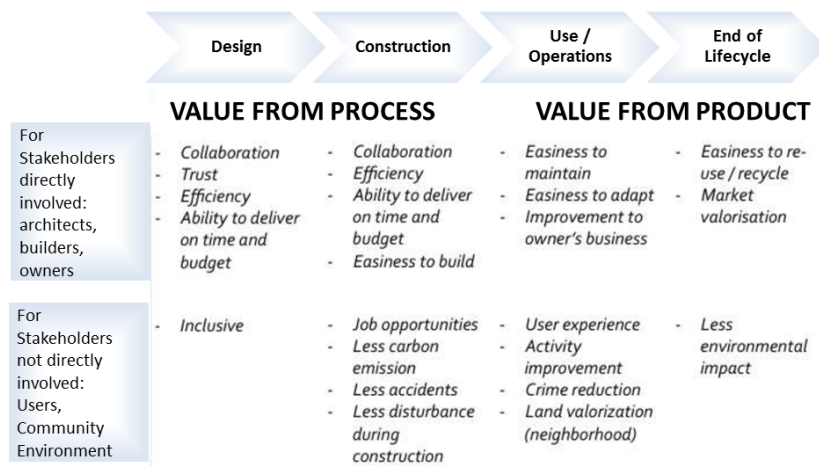 Design
Construction
Use /
Operations
End of
Lifecycle
VALUE FROM PROCESS
VALUE FROM PRODUCT
For
Stakeholders
directly
involved:
architects,
builders,
owners
- Collaboration
- Trust
- Efficiency
- Ability to deliver
on time and
budget
- Collaboration
- Efficiency
- Ability to deliver
on time and
budget
- Easiness to build
- Easiness to
maintain
- Easiness to adapt
- Improvement to
owner's business
- Easiness to re-
use / recycle
- Market
valorisation
For
Stakeholders
not directly
involved:
Users,
Community
Environment
- Inclusive
- Job opportunities
- Less carbon
emission
- Less accidents
- Less disturbance
during
construction
- User experience
- Activity
improvement
- Crime reduction
- Land valorization
(neighborhood)
- Less
environmental
impact